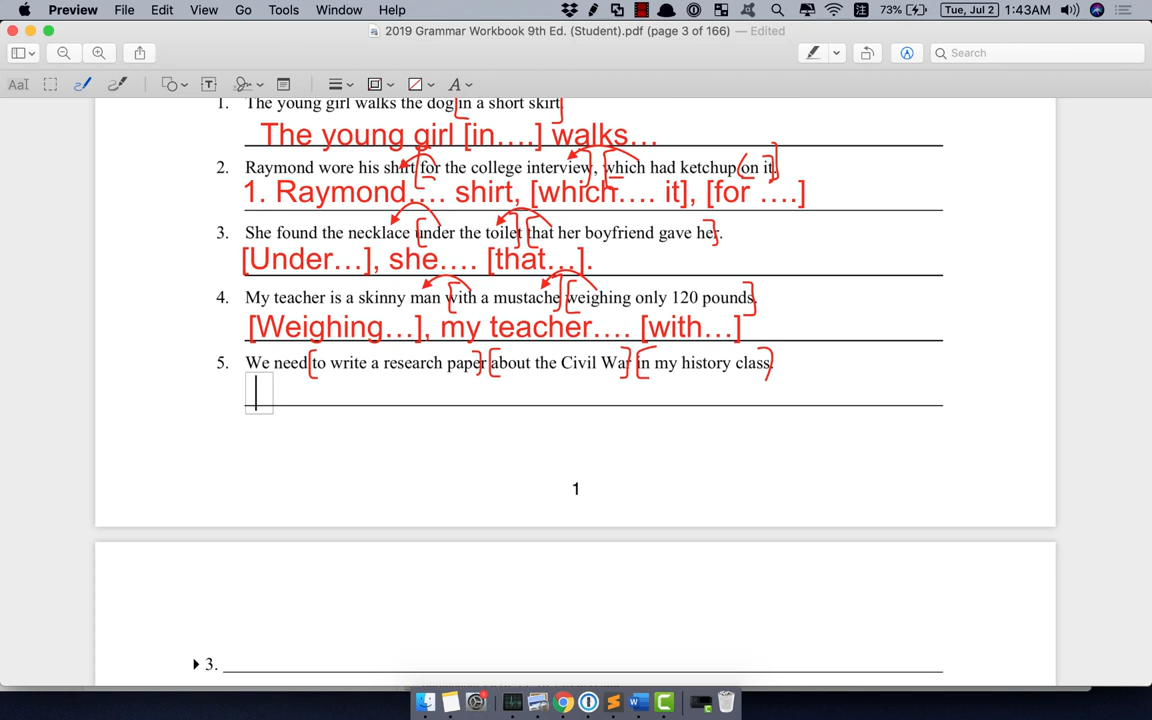 Preview File Edit View Go Tools Window Help 73% Tue, Jul 2 1:43AM
2019 Grammar Workbook 9th Ed. (Student).pdf (page 3 of 166) — Edited
Search
AaI T A
1. The young girl walks the dog [in a short skirt].
The young girl [in....] walks...
2. Raymond wore his shirt [for the college interview], [which had ketchup (on it)].
1. Raymond.... shirt, [which.... it], [for ....]
3. She found the necklace [under the toilet] [that her boyfriend gave her].
[Under...], she.... [that...].
4. My teacher is a skinny man [with a mustache] [weighing only 120 pounds].
[Weighing...], my teacher.... [with...]
5. We need [to write a research paper] [about the Civil War] [in my history class].
1
3.